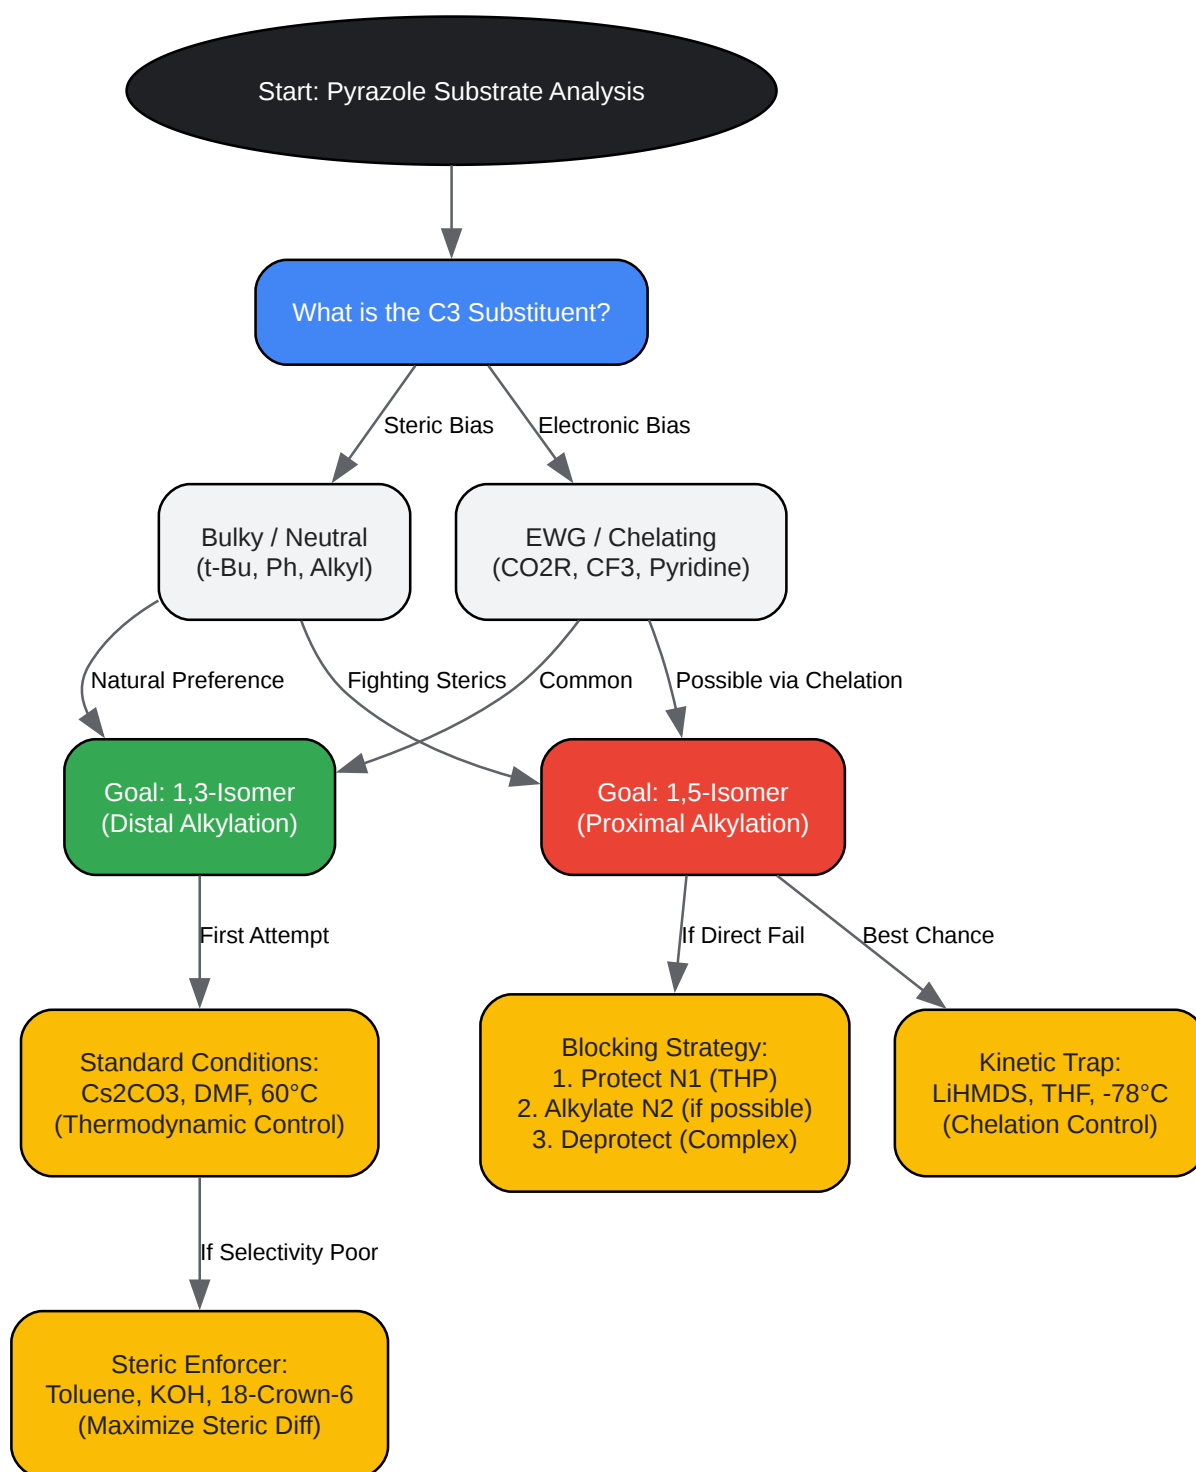 Start: Pyrazole Substrate Analysis
What is the C3 Substituent?
Steric Bias
Electronic Bias
Bulky / Neutral
(t-Bu, Ph, Alkyl)
EWG / Chelating
(CO2R, CF3, Pyridine)
Natural Preference
Fighting Sterics
Common
Possible via Chelation
Goal: 1,3-Isomer
(Distal Alkylation)
Goal: 1,5-Isomer
(Proximal Alkylation)
First Attempt
If Direct Fail
Best Chance
Standard Conditions:
Cs2CO3, DMF, 60°C
(Thermodynamic Control)
Blocking Strategy:
1. Protect N1 (THP)
2. Alkylate N2 (if possible)
3. Deprotect (Complex)
Kinetic Trap:
LiHMDS, THF, -78°C
(Chelation Control)
If Selectivity Poor
Steric Enforcer:
Toluene, KOH, 18-Crown-6
(Maximize Steric Diff)